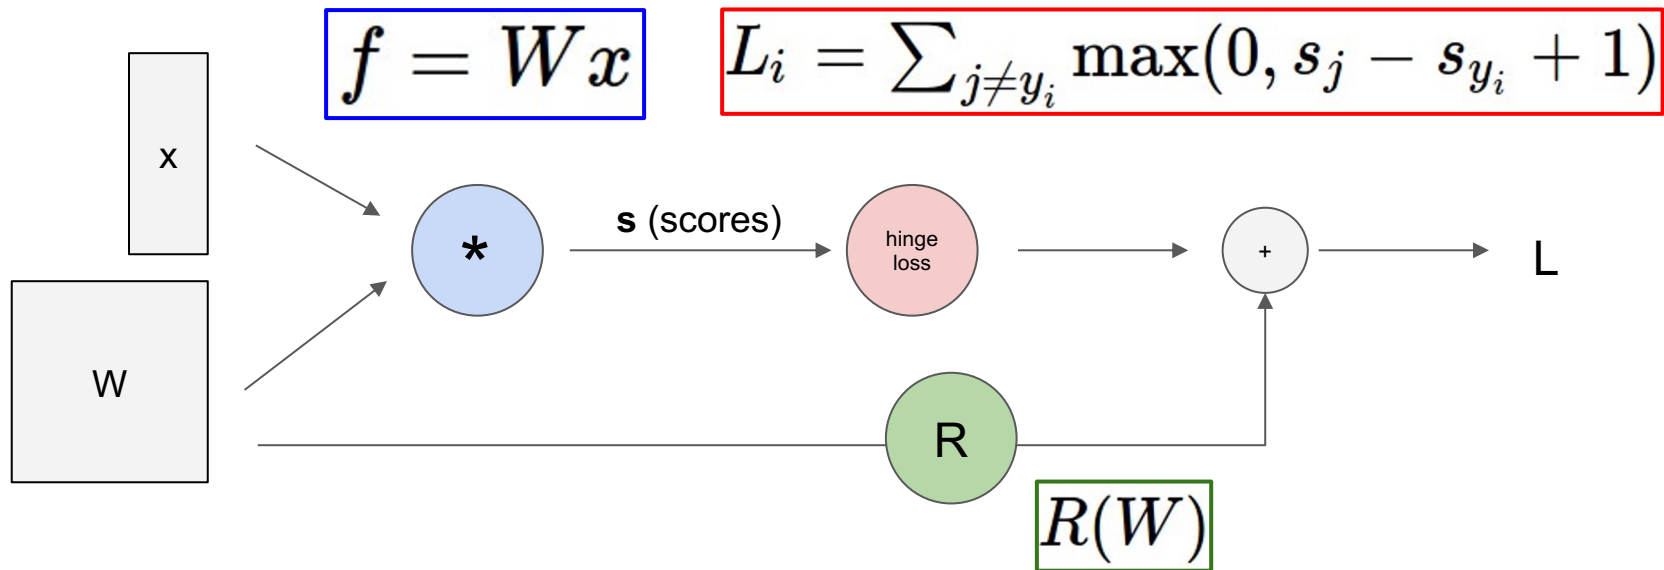 f = Wx
L_i = ∑_{j≠y_i} max(0, s_j − s_{y_i} + 1)
x
W
*
s (scores)
hinge
loss
+
L
R
R(W)